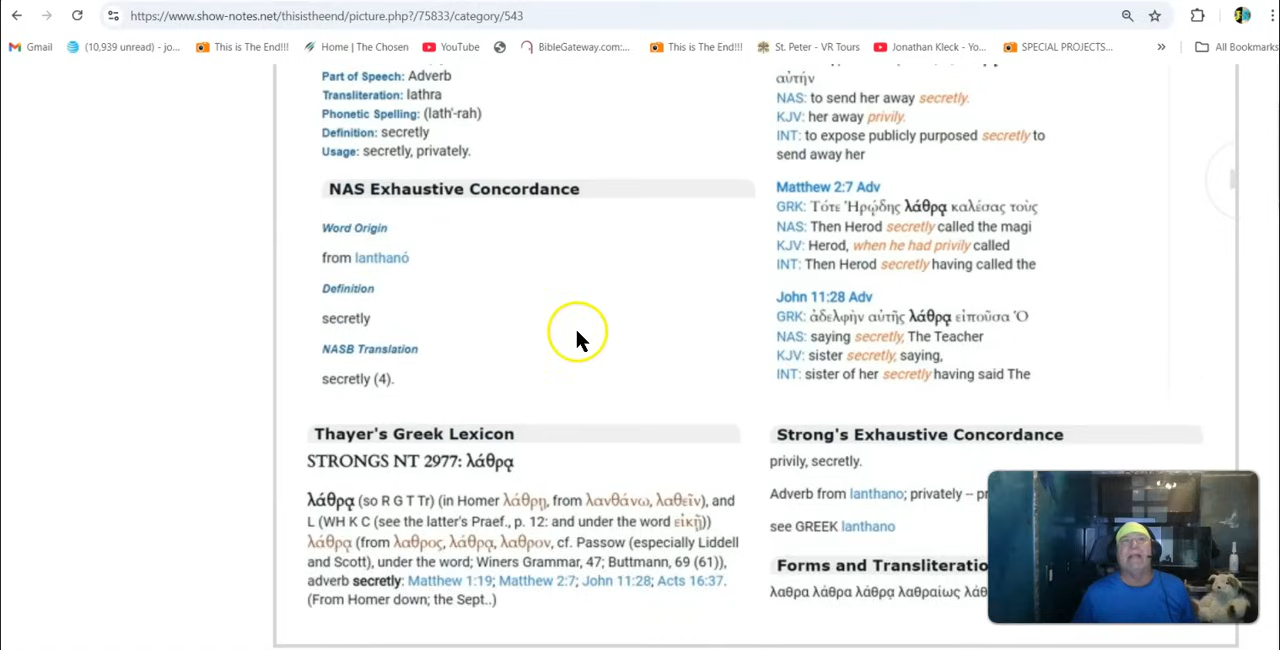 https://www.show-notes.net/thisistheend/picture.php?/75833/category/543
Gmail
(10,939 unread) - jo...
This is The End!!!
Home | The Chosen
YouTube
BibleGateway.com:...
This is The End!!!
St. Peter - VR Tours
Jonathan Kleck - Yo...
SPECIAL PROJECTS...
»
All Bookmarks
Part of Speech: Adverb
Transliteration: lathra
Phonetic Spelling: (lath'-rah)
Definition: secretly
Usage: secretly, privately.
NAS Exhaustive Concordance
Word Origin
from lanthanó
Definition
secretly
NASB Translation
secretly (4).
αὐτήν
NAS: to send her away secretly.
KJV: her away privily.
INT: to expose publicly purposed secretly to
send away her
Matthew 2:7 Adv
GRK: Τότε Ἡρῴδης λάθρᾳ καλέσας τοὺς
NAS: Then Herod secretly called the magi
KJV: Herod, when he had privily called
INT: Then Herod secretly having called the
John 11:28 Adv
GRK: ἀδελφὴν αὐτῆς λάθρᾳ εἰποῦσα Ὁ
NAS: saying secretly, The Teacher
KJV: sister secretly, saying,
INT: sister of her secretly having said The
Thayer's Greek Lexicon
STRONGS NT 2977: λάθρᾳ
λάθρᾳ (so R G T Tr) (in Homer λάθρῃ, from λανθάνω, λαθεῖν), and
L (WH K C (see the latter's Praef., p. 12: and under the word εἰκῇ))
λάθρᾳ (from λαθρος, λάθρᾳ, λαθρον, cf. Passow (especially Liddell
and Scott), under the word; Winers Grammar, 47; Buttmann, 69 (61)),
adverb secretly: Matthew 1:19; Matthew 2:7; John 11:28; Acts 16:37.
(From Homer down; the Sept..)
Strong's Exhaustive Concordance
privily, secretly.
Adverb from lanthano; privately -- pr
see GREEK lanthano
Forms and Transliteratio
λαθρα λάθρα λάθρᾳ λαθραίως λάθ